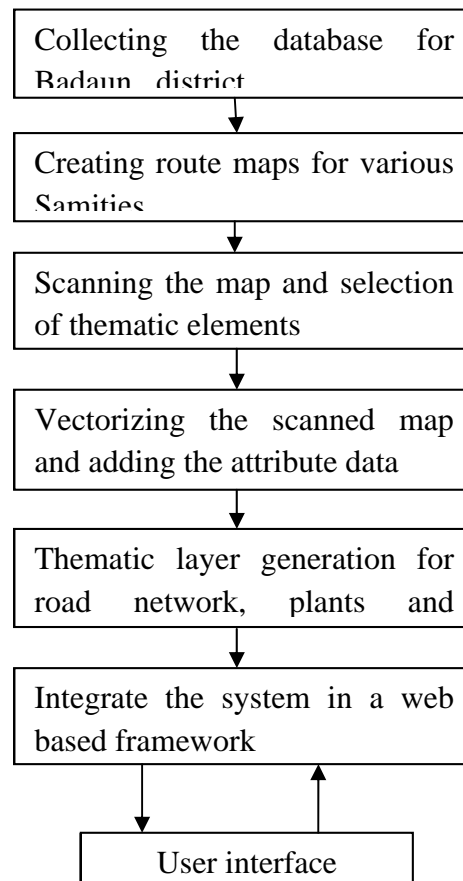 Collecting the database for
Badaun district
Creating route maps for various
Samities
Scanning the map and selection
of thematic elements
Vectorizing the scanned map
and adding the attribute data
Thematic layer generation for
road network, plants and
Integrate the system in a web
based framework
User interface